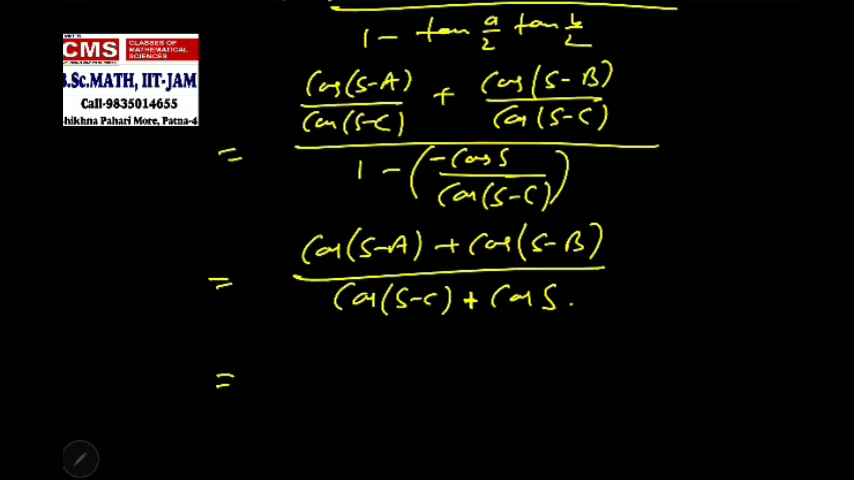 1 - tan a/2 tan b/2
CMS CLASSES OF MATHEMATICAL SCIENCES
B.Sc.MATH, IIT-JAM
Call-9835014655
hikhna Pahari More, Patna-4
cos(S-A)/cos(S-C) + cos(S-B)/cos(S-C)
= 1 - (-cos S/cos(S-C))
= cos(S-A) + cos(S-B)
cos(S-C) + cos S.
=